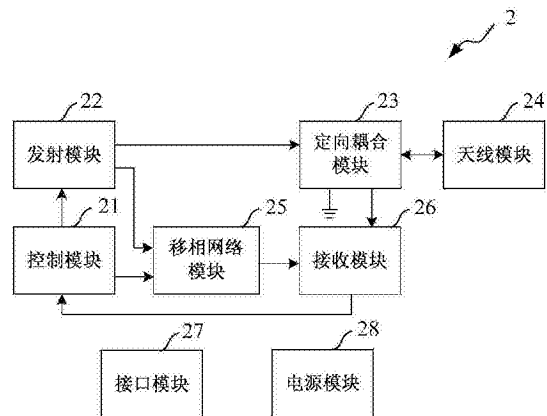 2
22
23
24
发射模块
定向耦合
模块
天线模块
21
25
26
控制模块
移相网络
模块
接收模块
27
28
接口模块
电源模块